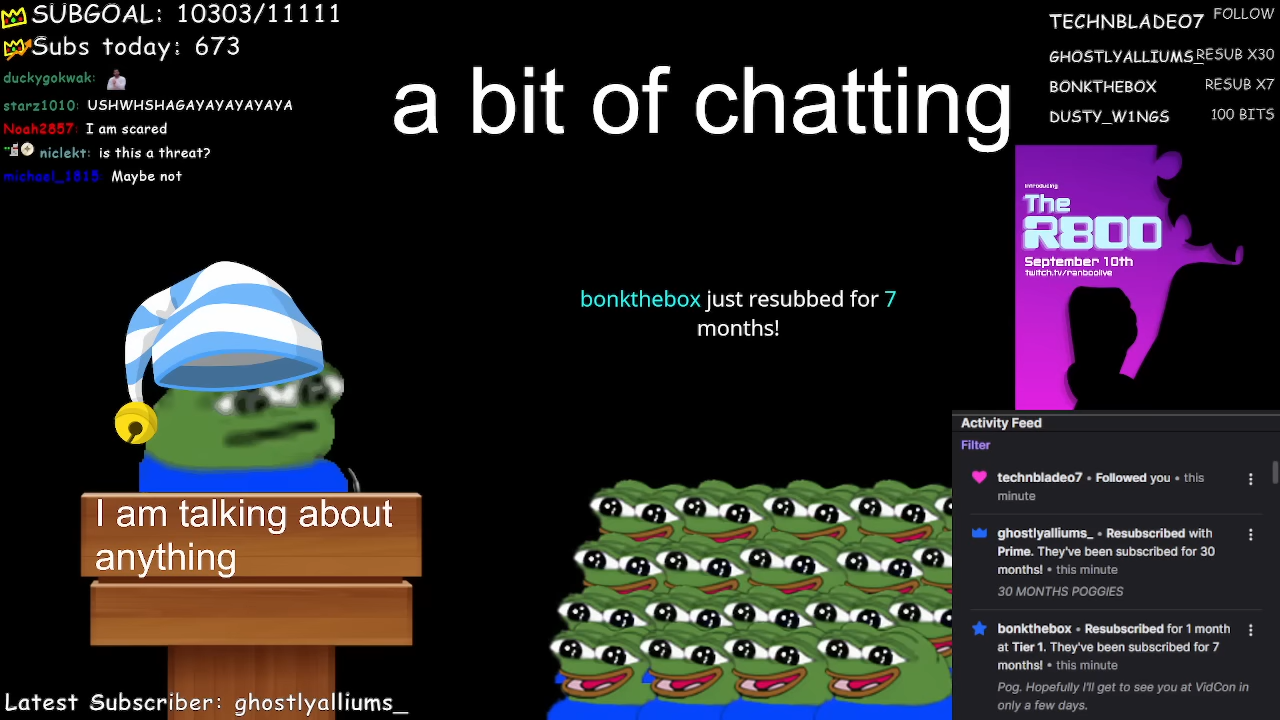 SUBGOAL: 10303/11111
Subs today: 673
duckygokwak:
starz1010: USHWHSHAGAYAYAYAYAYA
Noah2857: I am scared
niclekt: is this a threat?
michael_1815 Maybe not
a bit of chatting
TECHNBLADEO7 FOLLOW
GHOSTLYALLIUMS_ RESUB X30
BONKTHEBOX RESUB X7
DUSTY_W1NGS 100 BITS
Introducing
The
R800
September 10th
twitch.tv/ranboolive
bonkthebox just resubbed for 7
months!
I am talking about
anything
Activity Feed
Filter
technbladeo7 • Followed you • this
minute
ghostlyalliums_ • Resubscribed with
Prime. They've been subscribed for 30
months! • this minute
30 MONTHS POGGIES
bonkthebox • Resubscribed for 1 month
at Tier 1. They've been subscribed for 7
months! • this minute
Pog. Hopefully I'll get to see you at VidCon in
only a few days.
Latest Subscriber: ghostlyalliums_